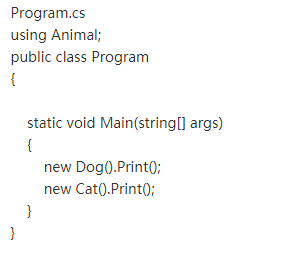 Program.cs
using Animal;
public class Program
{
static void Main(string[] args)
{
new Dog().Print();
new Cat().Print();
}
}